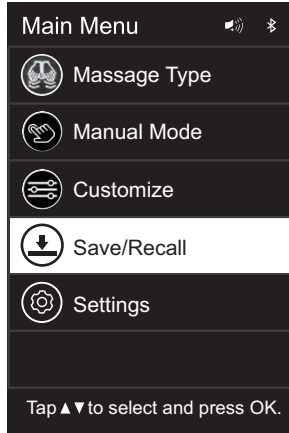 Main Menu
Massage Type
Manual Mode
Customize
Save/Recall
Settings
Tap▲▼to select and press OK.